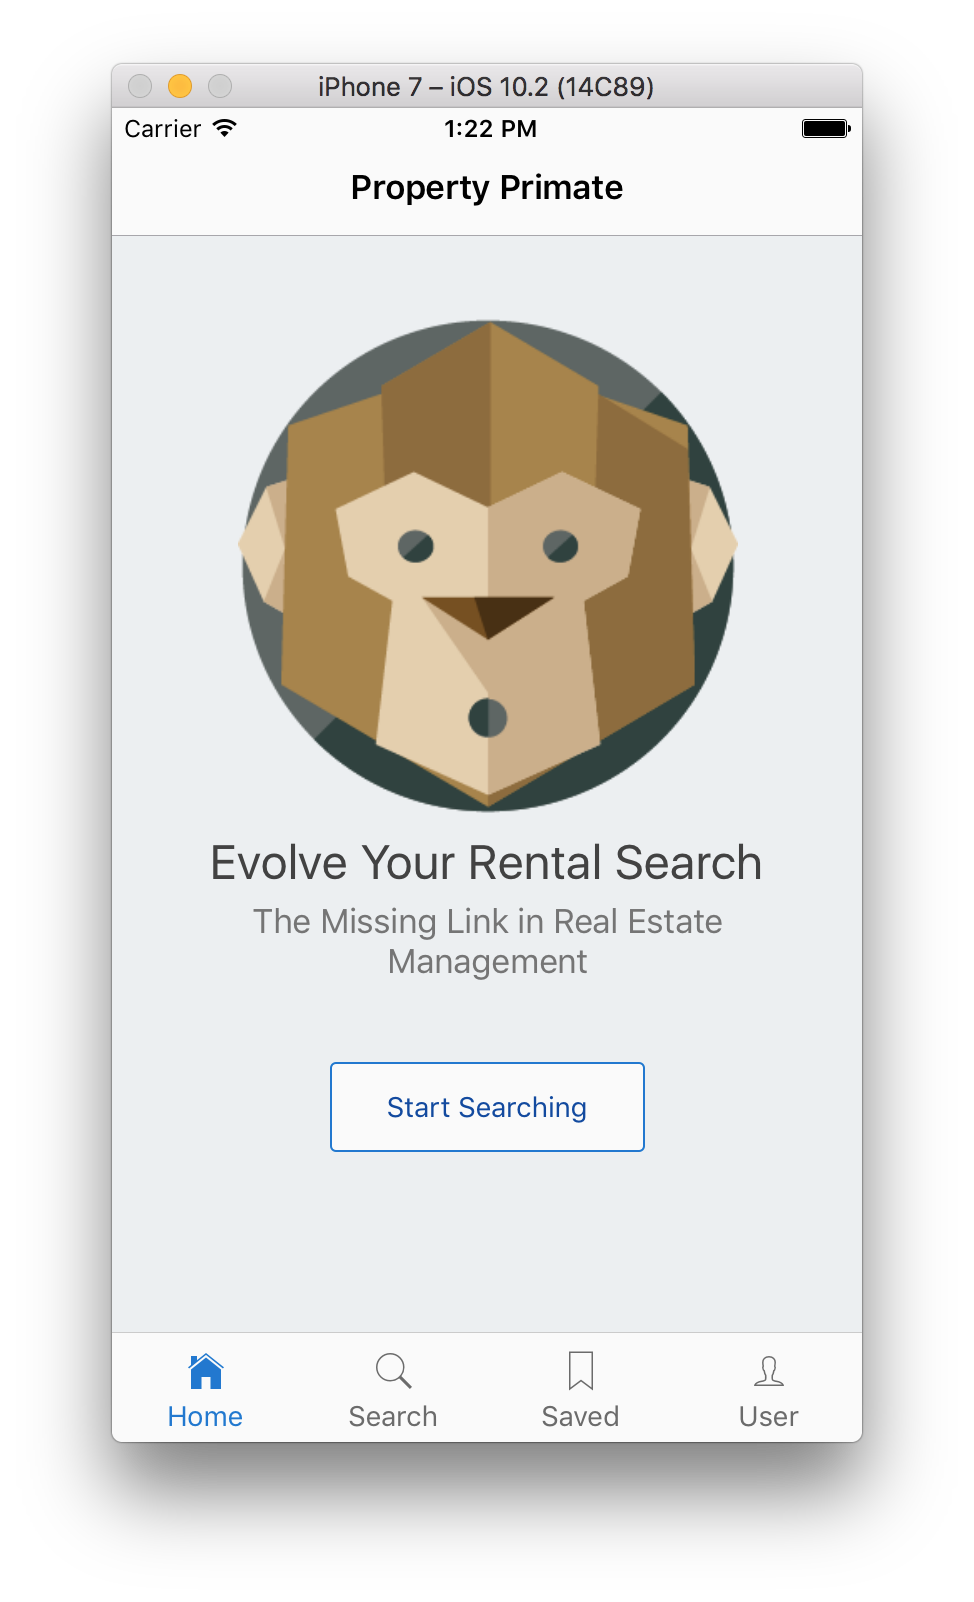 iPhone 7 – iOS 10.2 (14C89)
Carrier 1:22 PM
Property Primate
Evolve Your Rental Search
The Missing Link in Real Estate
Management
Start Searching
Home Search Saved User